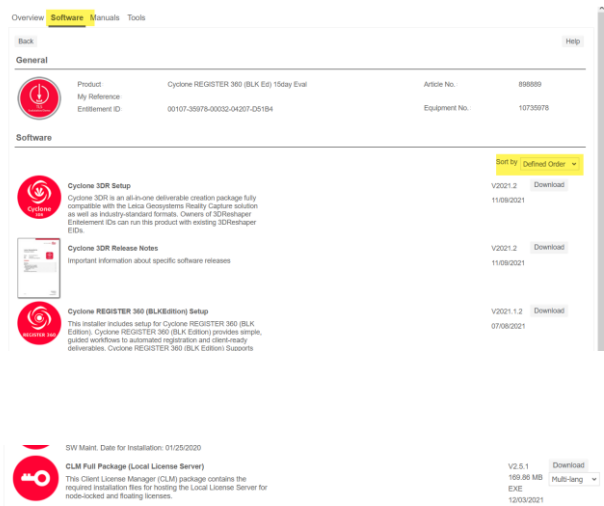 Overview Software Manuals Tools
Back Help
General
Product Cyclone REGISTER 360 (BLK Ed) 15day Eval Article No.: 898889
My Reference:
Entitlement ID: 00107-35978-00032-04207-D51B4 Equipment No.: 10735978
Software
Sort by Defined Order
Cyclone 3DR Setup V2021.2 Download
Cyclone 3DR is an all-in-one deliverable creation package fully 11/09/2021
compatible with the Leica Geosystems Reality Capture solution
as well as industry-standard formats. Owners of 3DReshaper
Entitelement IDs can run this product with existing 3DReshaper
EIDs.
Cyclone
3DR
Cyclone 3DR Release Notes V2021.2 Download
Important information about specific software releases 11/09/2021
Cyclone REGISTER 360 (BLKEdition) Setup V2021.1.2 Download
This installer includes setup for Cyclone REGISTER 360 (BLK 07/08/2021
Edition). Cyclone REGISTER 360 (BLK Edition) provides simple,
guided workflows to automated registration and client-ready
deliverables. Cyclone REGISTER 360 (BLK Edition) Supports
REGISTER 360
SW Maint. Date for Installation: 01/25/2020
CLM Full Package (Local License Server) V2.5.1 Download
This Client License Manager (CLM) package contains the 169.86 MB Multi-lang
required installation files for hosting the Local License Server for EXE
node-locked and floating licenses. 12/03/2021